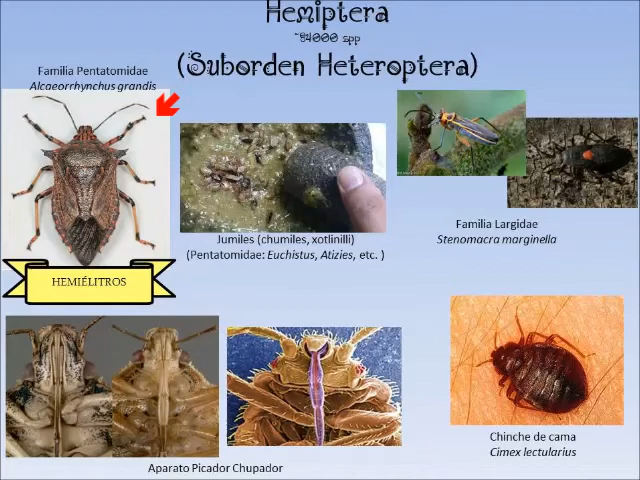 Hemiptera
~84000 spp
(Suborden Heteroptera)
Familia Pentatomidae
Alcaeorrhynchus grandis
Jumiles (chumiles, xotlinilli)
(Pentatomidae: Euchistus, Atizies, etc. )
Familia Largidae
Stenomacra marginella
HEMIÉLITROS
Aparato Picador Chupador
Chinche de cama
Cimex lectularius